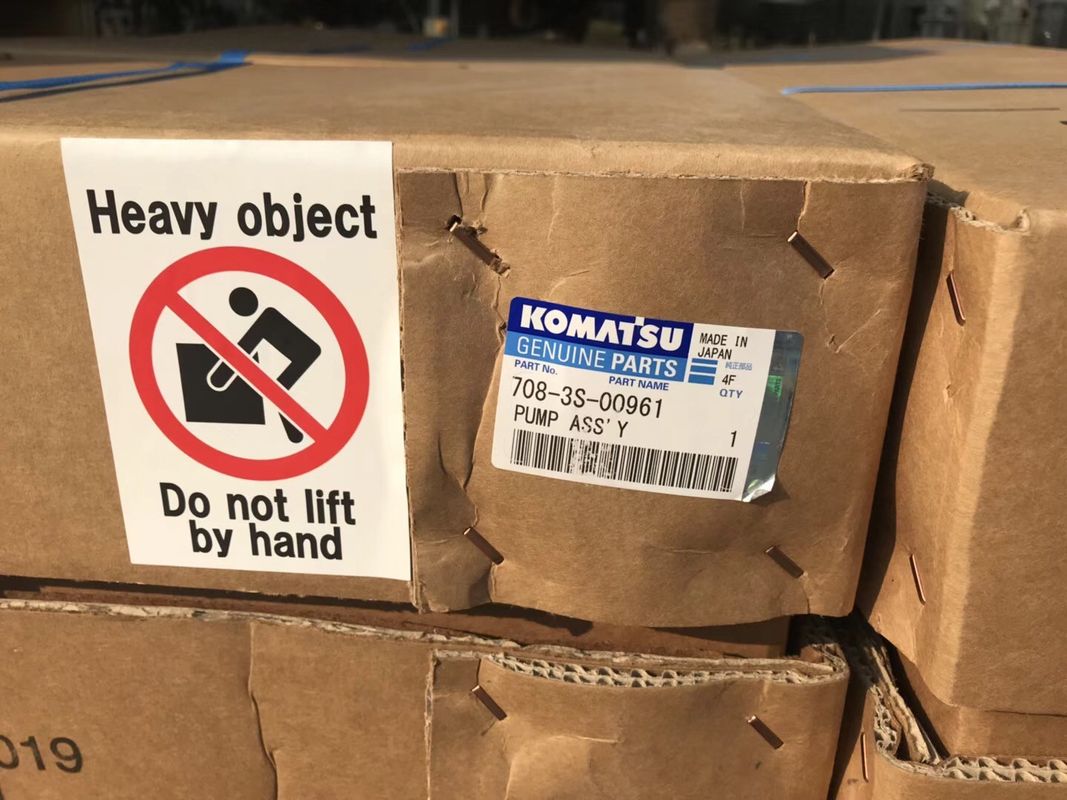 Heavy object
Do not lift
by hand
KOMATSU
GENUINE PARTS
MADE IN
JAPAN
純正部品
PART No.
PART NAME
4F
QTY
708-3S-00961
PUMP ASS'Y
1
019